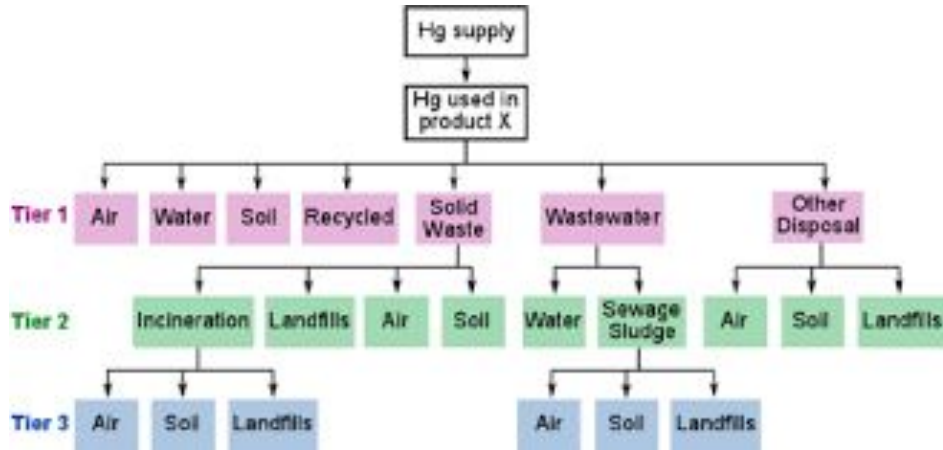 Hg supply
Hg used in
product X
Tier 1
Air
Water
Soil
Recycled
Solid
Waste
Wastewater
Other
Disposal
Tier 2
Incineration
Landfills
Air
Soil
Water
Sewage
Sludge
Air
Soil
Landfills
Tier 3
Air
Soil
Landfills
Air
Soil
Landfills